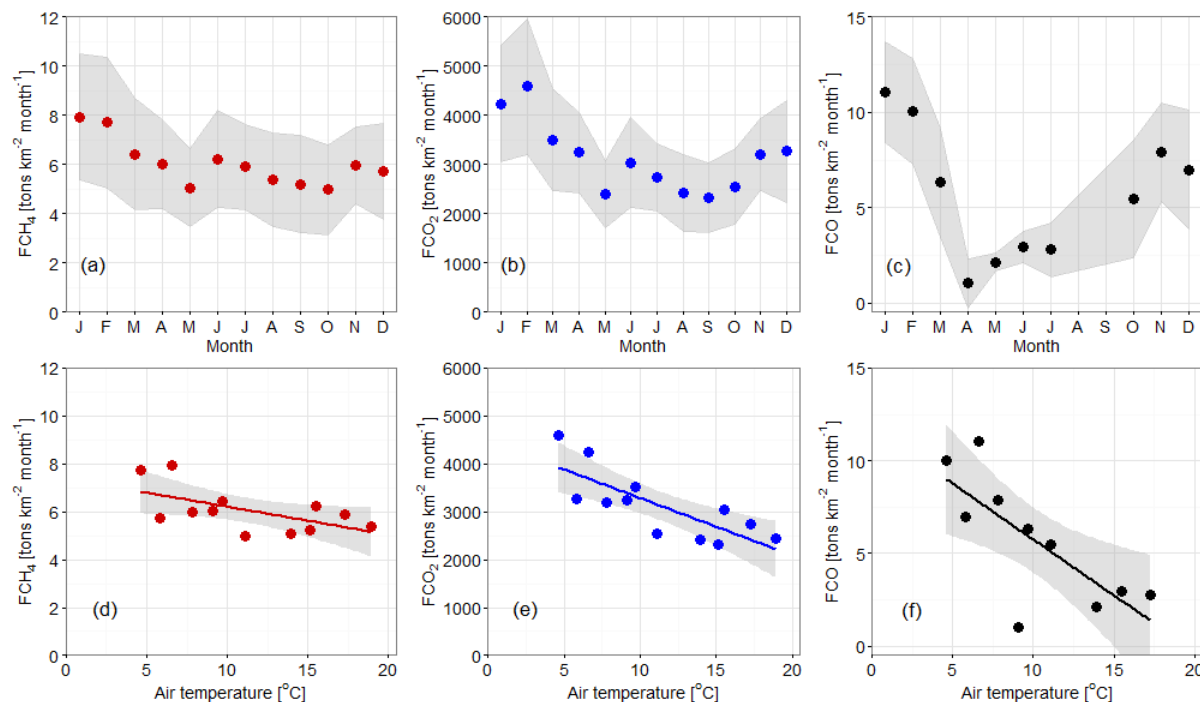 FCH₄ [tons km⁻² month⁻¹]
12
10
8
6
4
2
0
(a)
J F M A M J J A S O N D
Month
FCO₂ [tons km⁻² month⁻¹]
6000
5000
4000
3000
2000
1000
0
(b)
J F M A M J J A S O N D
Month
FCO [tons km⁻² month⁻¹]
15
10
5
0
(c)
J F M A M J J A S O N D
Month
FCH₄ [tons km⁻² month⁻¹]
12
10
8
6
4
2
0
(d)
0 5 10 15 20
Air temperature [°C]
FCO₂ [tons km⁻² month⁻¹]
6000
5000
4000
3000
2000
1000
0
(e)
0 5 10 15 20
Air temperature [°C]
FCO [tons km⁻² month⁻¹]
15
10
5
0
(f)
0 5 10 15 20
Air temperature [°C]